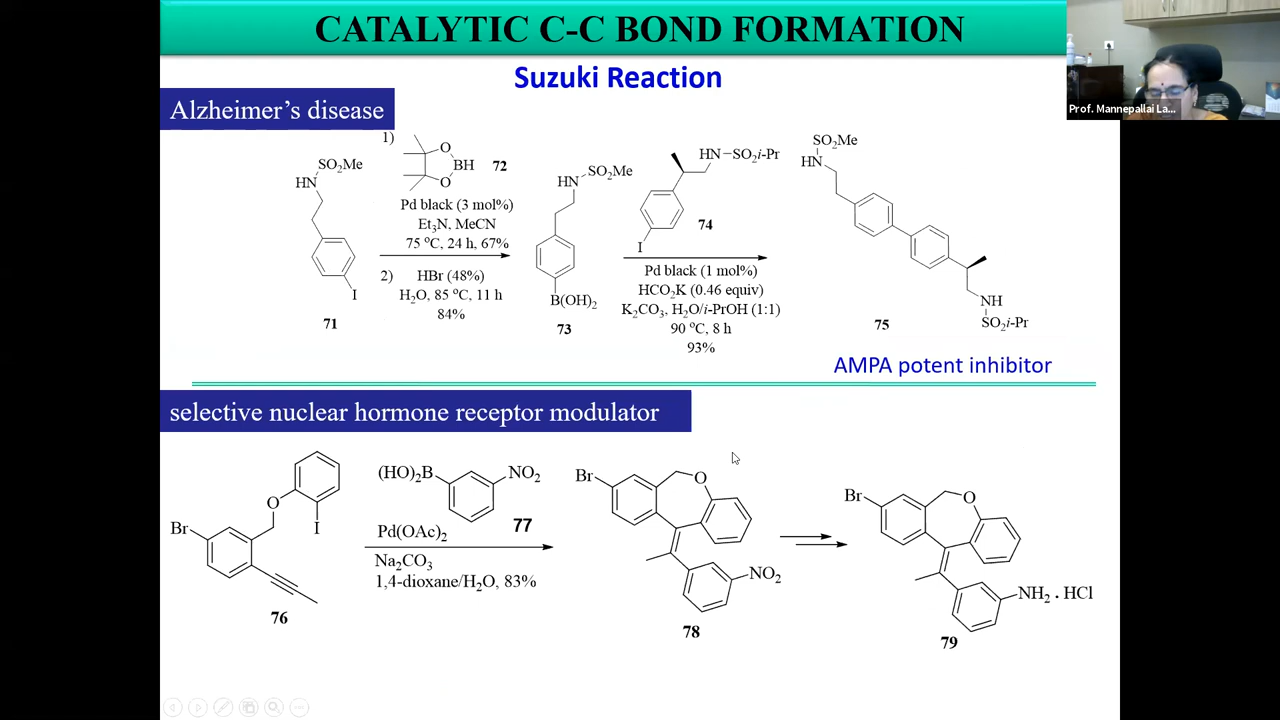 CATALYTIC C-C BOND FORMATION
Suzuki Reaction
Prof. Mannepallai La...
Alzheimer's disease
SO₂Me
HN
I
71
1)
O
BH
O
72
Pd black (3 mol%)
Et₃N, MeCN
75 °C, 24 h, 67%
2) HBr (48%)
H₂O, 85 °C, 11 h
84%
SO₂Me
HN
B(OH)₂
73
HN-SO₂i-Pr
I
74
Pd black (1 mol%)
HCO₂K (0.46 equiv)
K₂CO₃, H₂O/i-PrOH (1:1)
90 °C, 8 h
93%
SO₂Me
HN
NH
SO₂i-Pr
75
AMPA potent inhibitor
selective nuclear hormone receptor modulator
O
Br
I
76
(HO)₂B
NO₂
77
Pd(OAc)₂
Na₂CO₃
1,4-dioxane/H₂O, 83%
Br
O
NO₂
78
Br
O
NH₂ . HCl
79